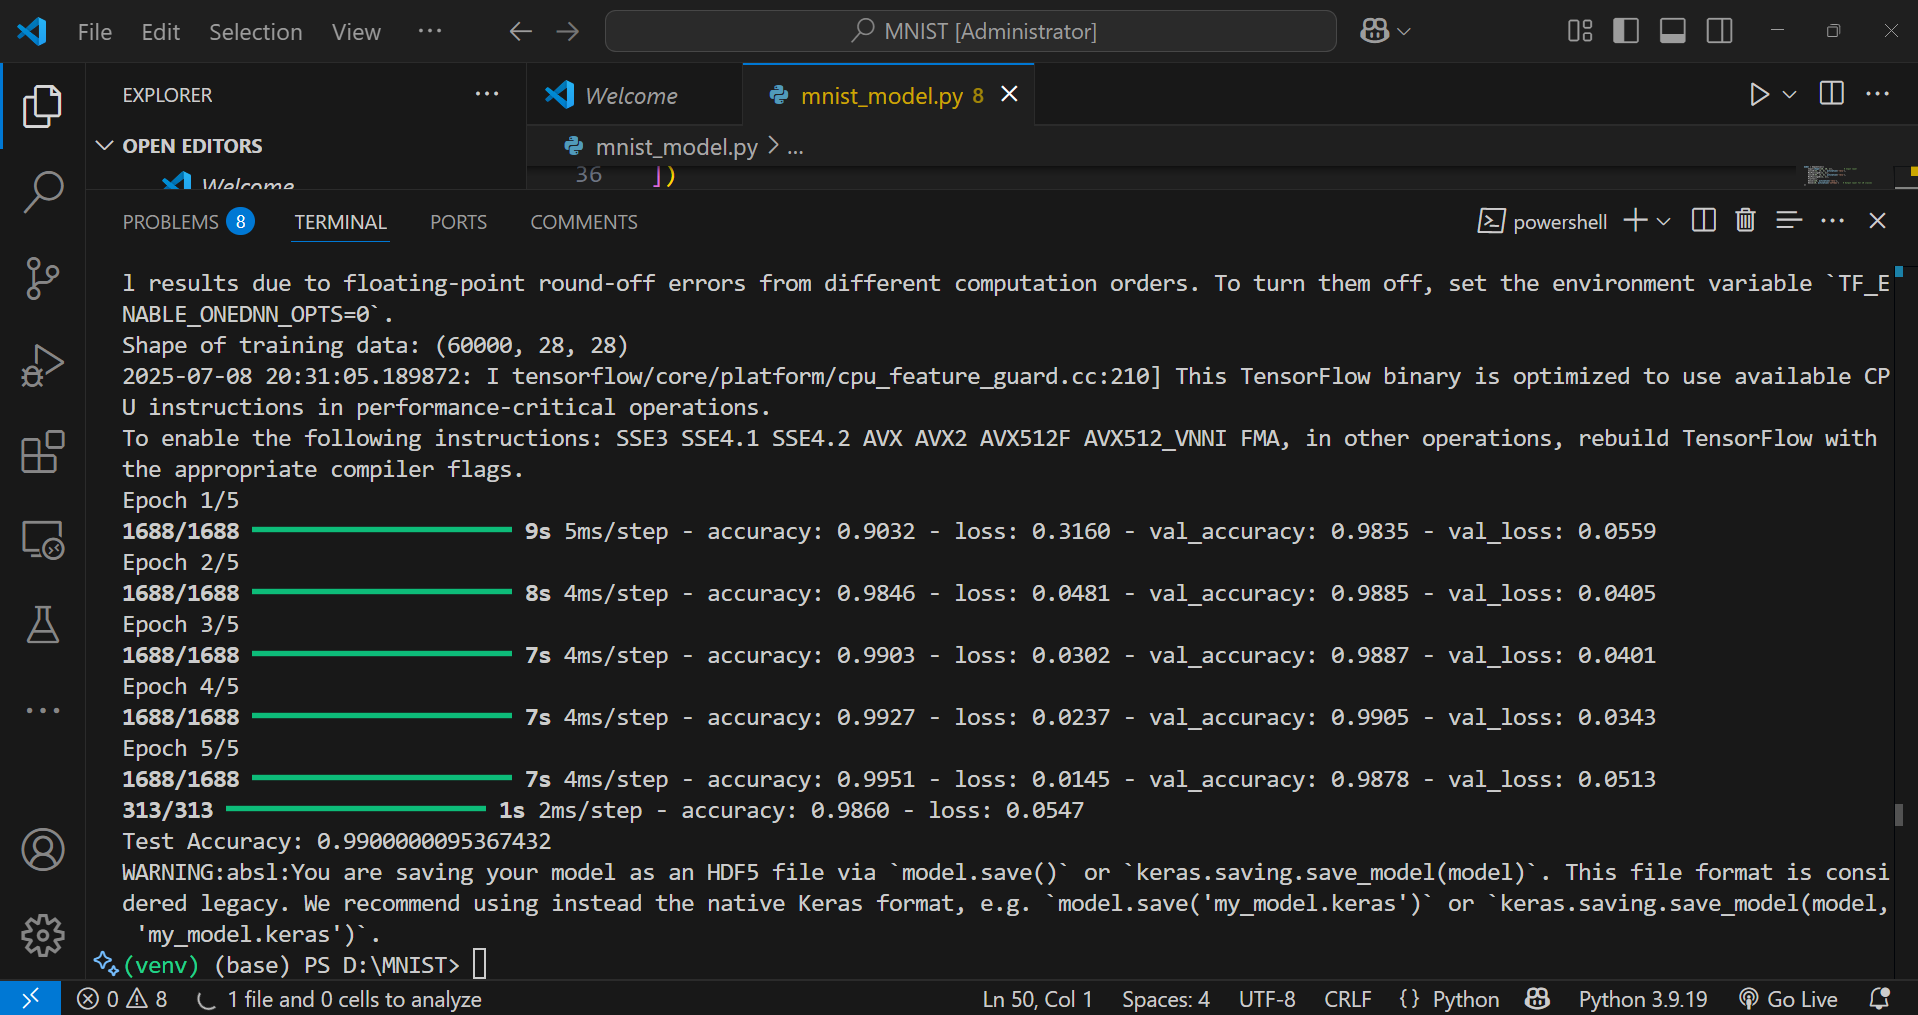 File Edit Selection View ···
MNIST [Administrator]
EXPLORER ···
Welcome
mnist_model.py 8
OPEN EDITORS
mnist_model.py > ...
Welcome
36 ])
PROBLEMS 8 TERMINAL PORTS COMMENTS
powershell
l results due to floating-point round-off errors from different computation orders. To turn them off, set the environment variable `TF_E
NABLE_ONEDNN_OPTS=0`.
Shape of training data: (60000, 28, 28)
2025-07-08 20:31:05.189872: I tensorflow/core/platform/cpu_feature_guard.cc:210] This TensorFlow binary is optimized to use available CP
U instructions in performance-critical operations.
To enable the following instructions: SSE3 SSE4.1 SSE4.2 AVX AVX2 AVX512F AVX512_VNNI FMA, in other operations, rebuild TensorFlow with
the appropriate compiler flags.
Epoch 1/5
1688/1688 9s 5ms/step - accuracy: 0.9032 - loss: 0.3160 - val_accuracy: 0.9835 - val_loss: 0.0559
Epoch 2/5
1688/1688 8s 4ms/step - accuracy: 0.9846 - loss: 0.0481 - val_accuracy: 0.9885 - val_loss: 0.0405
Epoch 3/5
1688/1688 7s 4ms/step - accuracy: 0.9903 - loss: 0.0302 - val_accuracy: 0.9887 - val_loss: 0.0401
Epoch 4/5
1688/1688 7s 4ms/step - accuracy: 0.9927 - loss: 0.0237 - val_accuracy: 0.9905 - val_loss: 0.0343
Epoch 5/5
1688/1688 7s 4ms/step - accuracy: 0.9951 - loss: 0.0145 - val_accuracy: 0.9878 - val_loss: 0.0513
313/313 1s 2ms/step - accuracy: 0.9860 - loss: 0.0547
Test Accuracy: 0.9900000095367432
WARNING:absl:You are saving your model as an HDF5 file via `model.save()` or `keras.saving.save_model(model)`. This file format is consi
dered legacy. We recommend using instead the native Keras format, e.g. `model.save('my_model.keras')` or `keras.saving.save_model(model,
'my_model.keras')`.
(venv) (base) PS D:\MNIST>
0 8 1 file and 0 cells to analyze Ln 50, Col 1 Spaces: 4 UTF-8 CRLF {} Python Python 3.9.19 Go Live